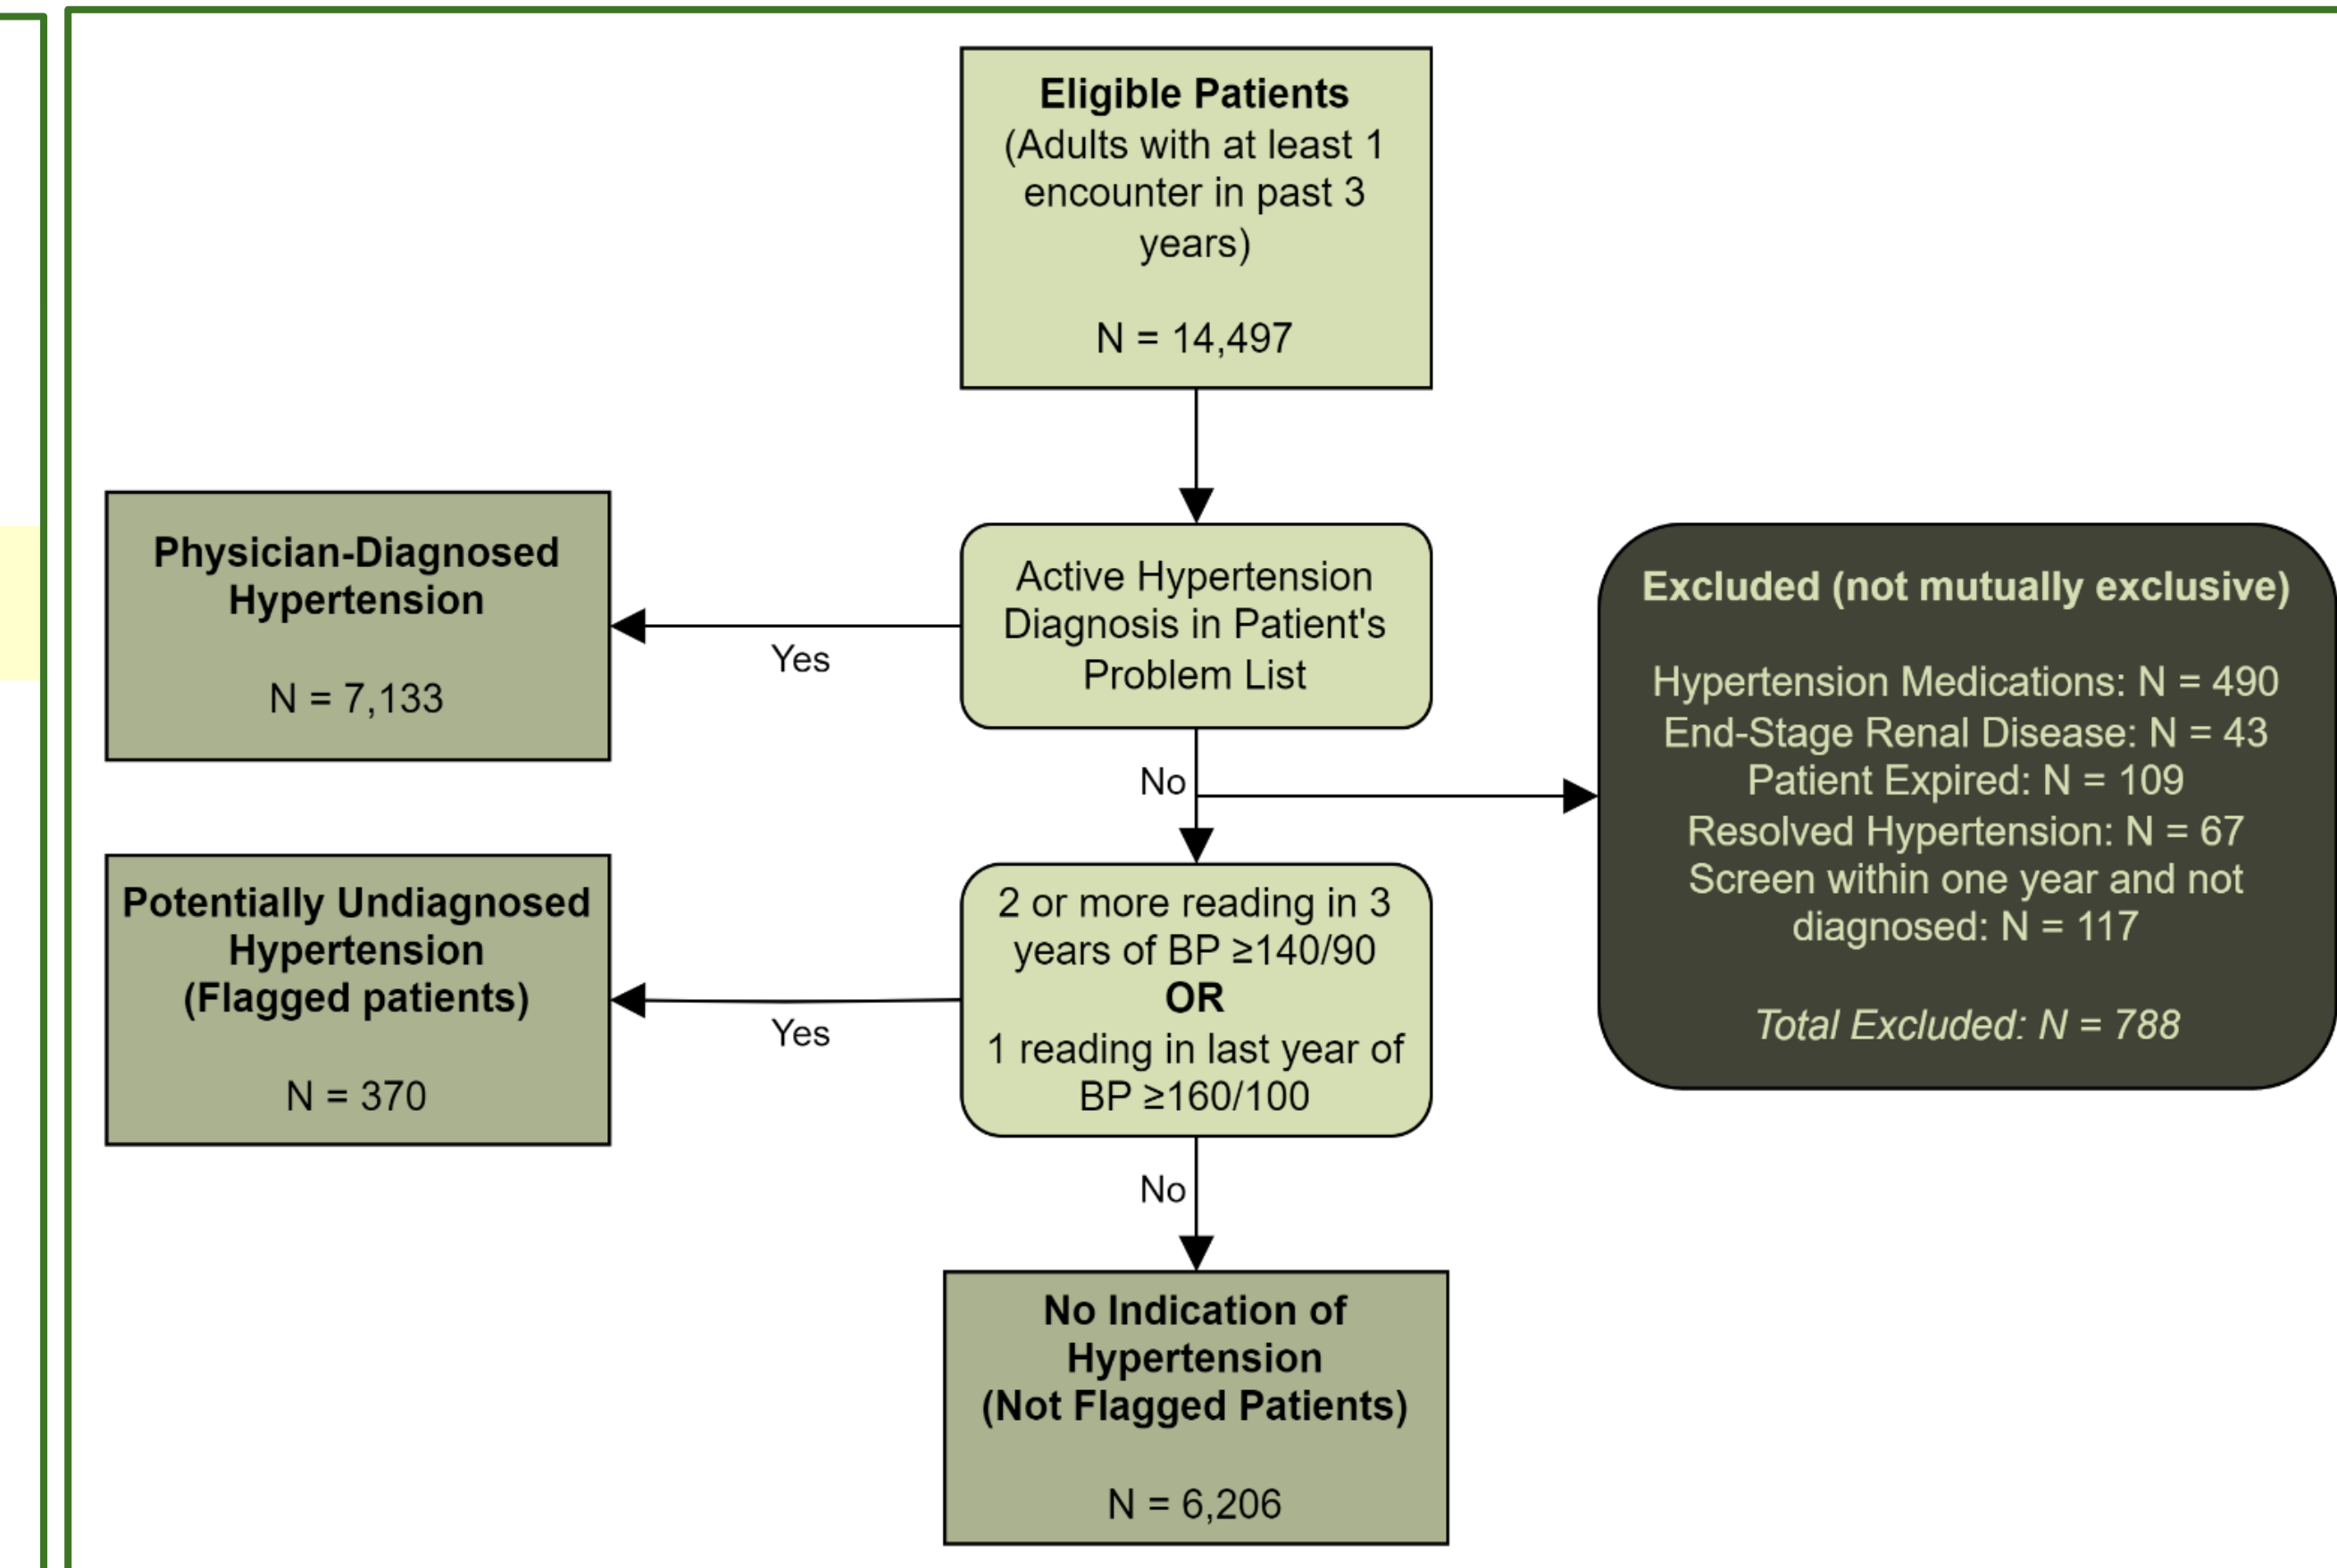 Eligible Patients
(Adults with at least 1
encounter in past 3
years)
N = 14,497
Physician-Diagnosed
Hypertension
N = 7,133
Yes
Active Hypertension
Diagnosis in Patient's
Problem List
No
Excluded (not mutually exclusive)
Hypertension Medications: N = 490
End-Stage Renal Disease: N = 43
Patient Expired: N = 109
Resolved Hypertension: N = 67
Screen within one year and not
diagnosed: N = 117
Total Excluded: N = 788
Potentially Undiagnosed
Hypertension
(Flagged patients)
N = 370
Yes
2 or more reading in 3
years of BP ≥140/90
OR
1 reading in last year of
BP ≥160/100
No
No Indication of
Hypertension
(Not Flagged Patients)
N = 6,206